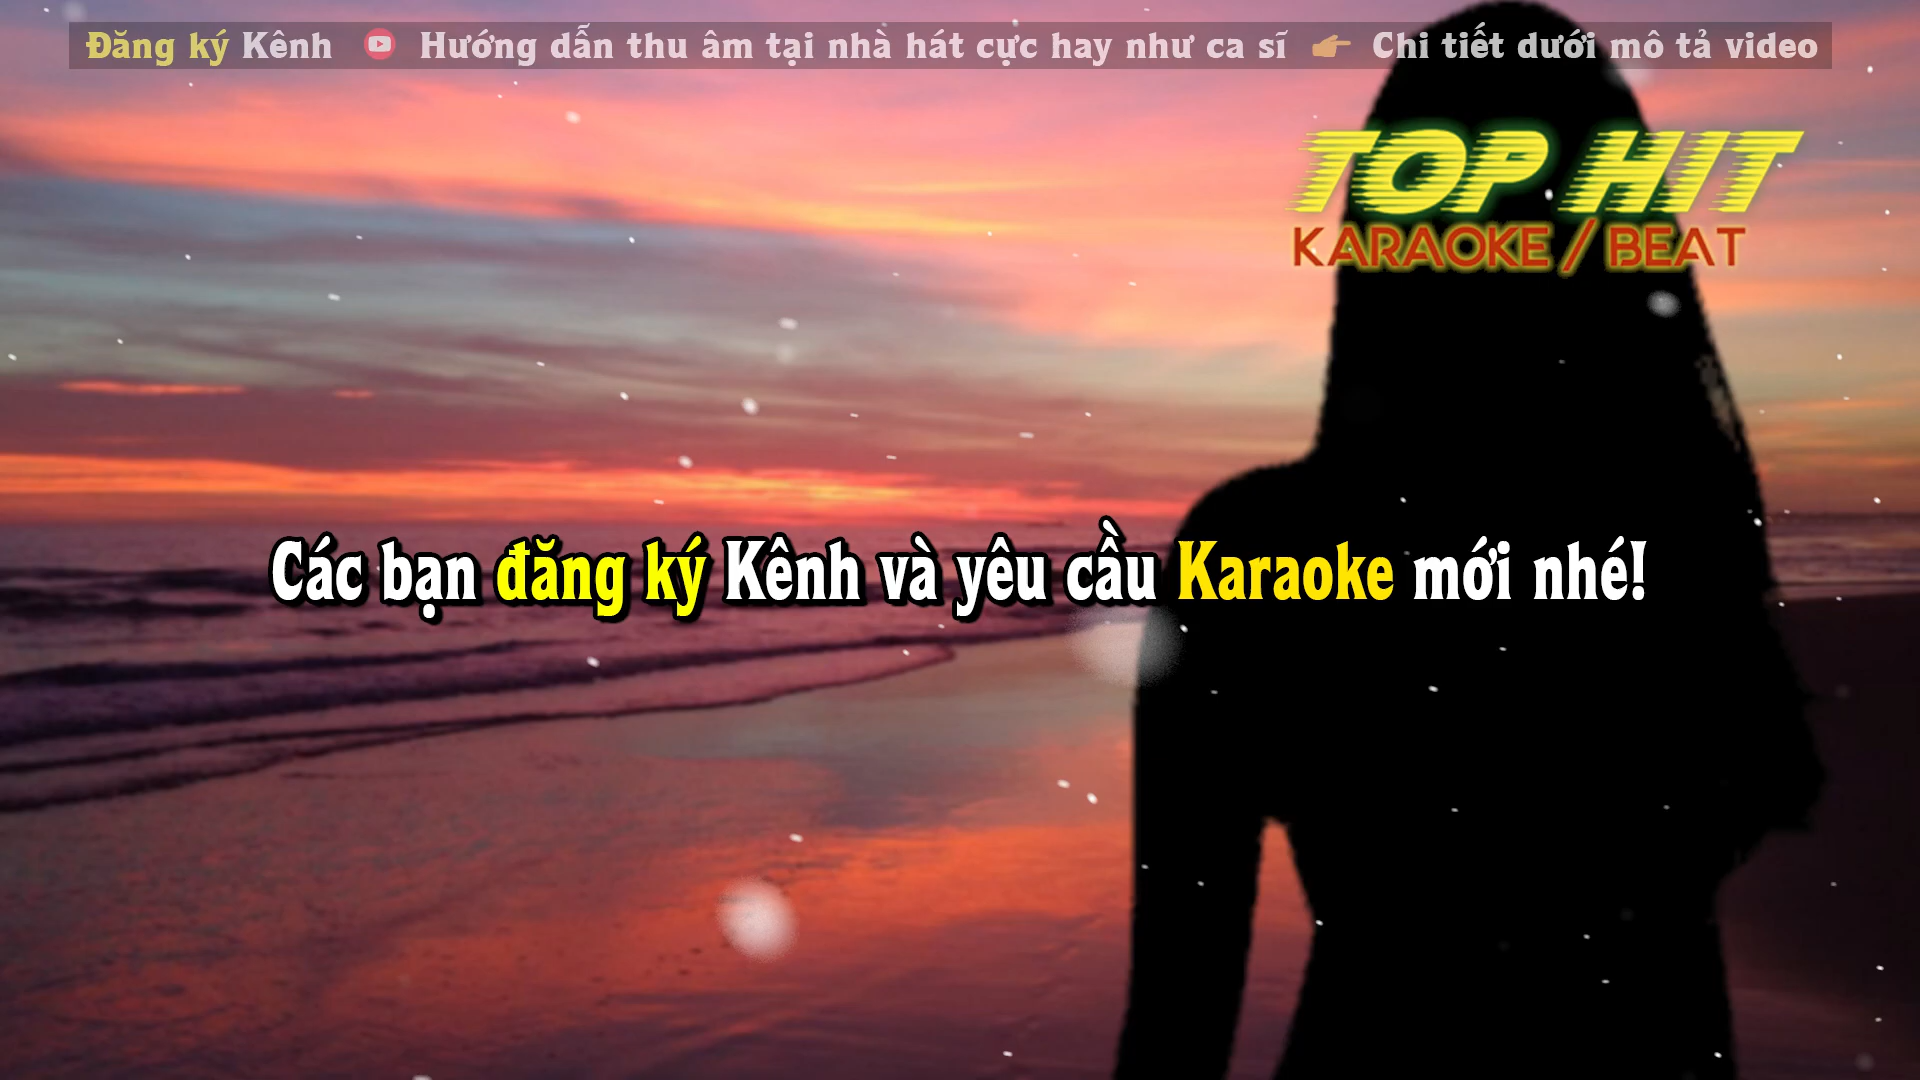 Đăng ký Kênh Hướng dẫn thu âm tại nhà hát cực hay như ca sĩ Chi tiết dưới mô tả video
TOP HIT
KARAOKE / BEAT
Các bạn đăng ký Kênh và yêu cầu Karaoke mới nhé!